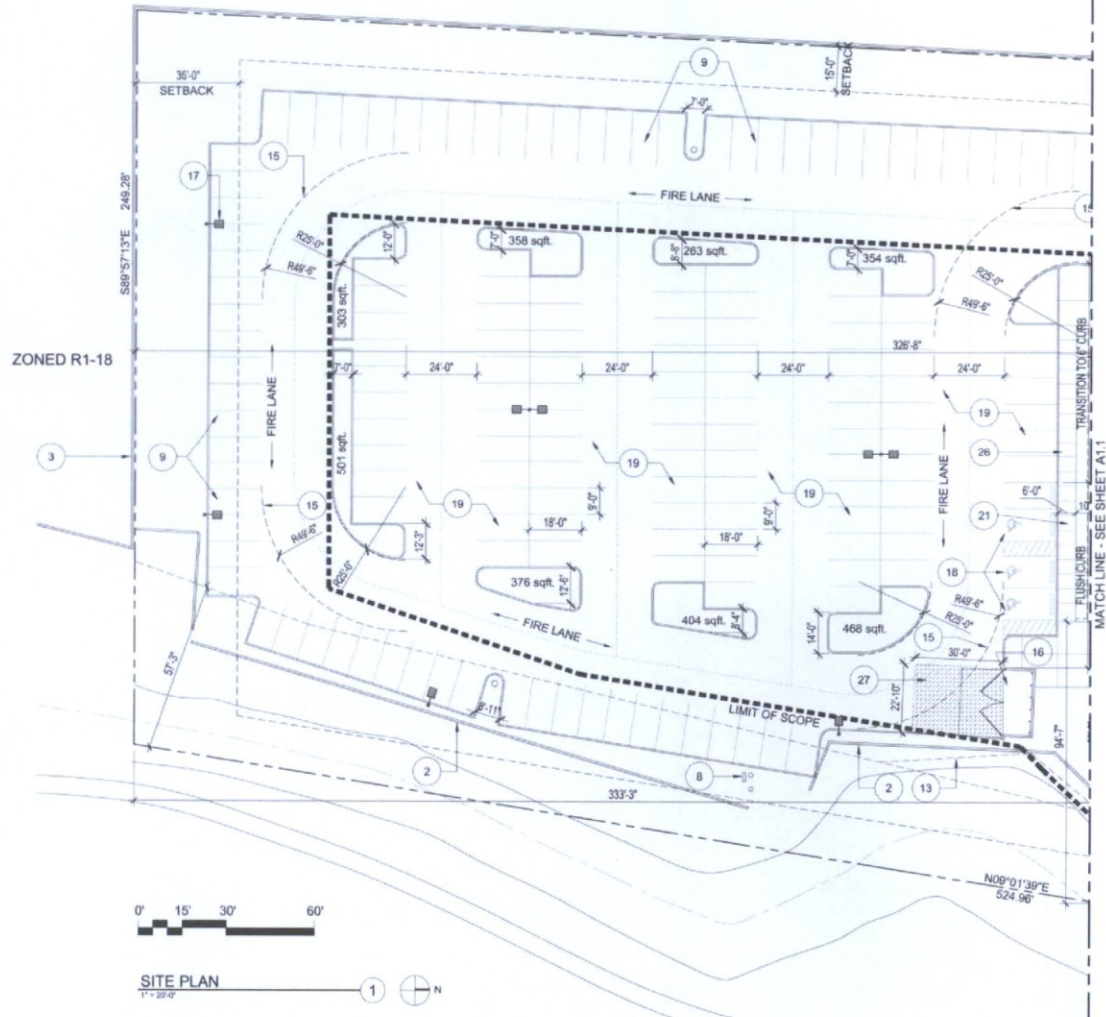 35'-0"
SETBACK
15'-0"
SETBACK
9
7'-0"
15
17
S89°57'13"E 249.28'
FIRE LANE
R25'-0"
R49'-6"
12'-0"
7'-0"
358 sqft.
8'-8"
263 sqft.
7'-0"
354 sqft.
R25'-0"
R49'-6"
303 sqft.
ZONED R1-18
326'-8"
7'-0"
24'-0"
24'-0"
24'-0"
24'-0"
24'-0"
TRANSITION TO 6" CURB
FIRE LANE
3
9
501 sqft.
19
19
19
19
26
FIRE LANE
6'-0"
21
9'-0"
9'-0"
18'-0"
18'-0"
15
R49'-6"
R25'-0"
12'-3"
18
FLUSH CURB
MATCH LINE - SEE SHEET A1.1
376 sqft.
12'-6"
404 sqft.
8'-4"
14'-0"
468 sqft.
R49'-6"
R25'-0"
15
FIRE LANE
30'-0"
16
27
22'-10"
57'-3"
LIMIT OF SCOPE
94'-7"
2
8
2
13
333'-3"
N09°01'39"E
524.96'
0' 15' 30' 60'
SITE PLAN
1" = 20'-0"
1
N